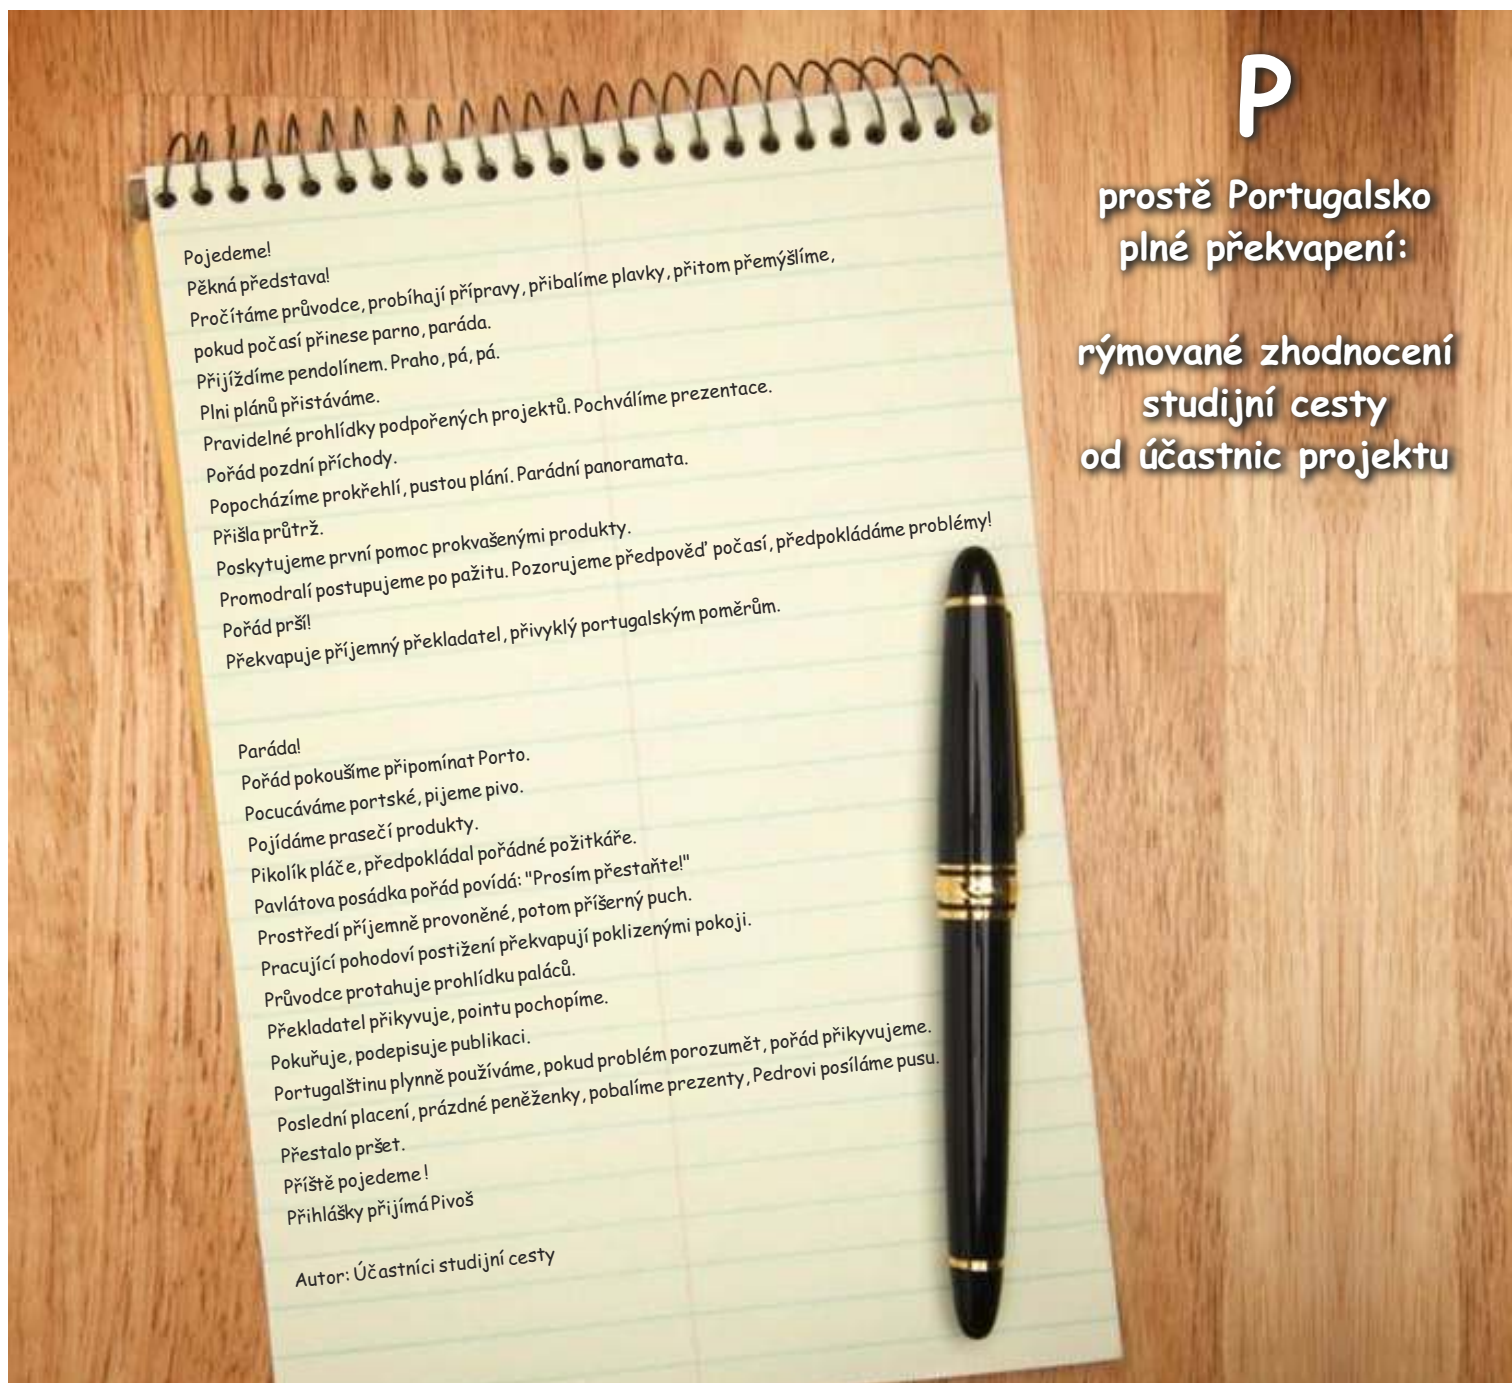 P
prostě Portugalsko
plné překvapení:
rýmované zhodnocení
studijní cesty
od účastnic projektu
Pojedeme!
Pěkná představa!
Pročítáme průvodce, probíhají přípravy, přibalíme plavky, přitom přemýšlíme,
pokud počasí přinese parno, paráda.
Přijíždíme pendolínem. Praho, pá, pá.
Plni plánů přistáváme.
Pravidelné prohlídky podpořených projektů. Pochválíme prezentace.
Pořád pozdní příchody.
Popocházíme prokřehlí, pustou plání. Parádní panoramata.
Přišla průtrž.
Poskytujeme první pomoc prokvašenými produkty.
Promodralí postupujeme po pažitu. Pozorujeme předpověď počasí, předpokládáme problémy!
Pořád prší!
Překvapuje příjemný překladatel, přivyklý portugalským poměrům.
Paráda!
Pořád pokoušíme připomínat Porto.
Pocucáváme portské, pijeme pivo.
Pojídáme prasečí produkty.
Pikolík pláče, předpokládal pořádné požitkáře.
Pavlátova posádka pořád povídá: "Prosím přestaňte!"
Prostředí příjemně provoněné, potom příšerný puch.
Pracující pohodoví postižení překvapují poklizenými pokoji.
Průvodce protahuje prohlídku paláců.
Překladatel přikyvuje, pointu pochopíme.
Pokuřuje, podepisuje publikaci.
Portugalštinu plynně používáme, pokud problém porozumět, pořád přikyvujeme.
Poslední placení, prázdné peněženky, pobalíme prezenty, Pedrovi posíláme pusu.
Přestalo pršet.
Příště pojedeme!
Přihlášky přijímá Pivoš
Autor: Účastníci studijní cesty